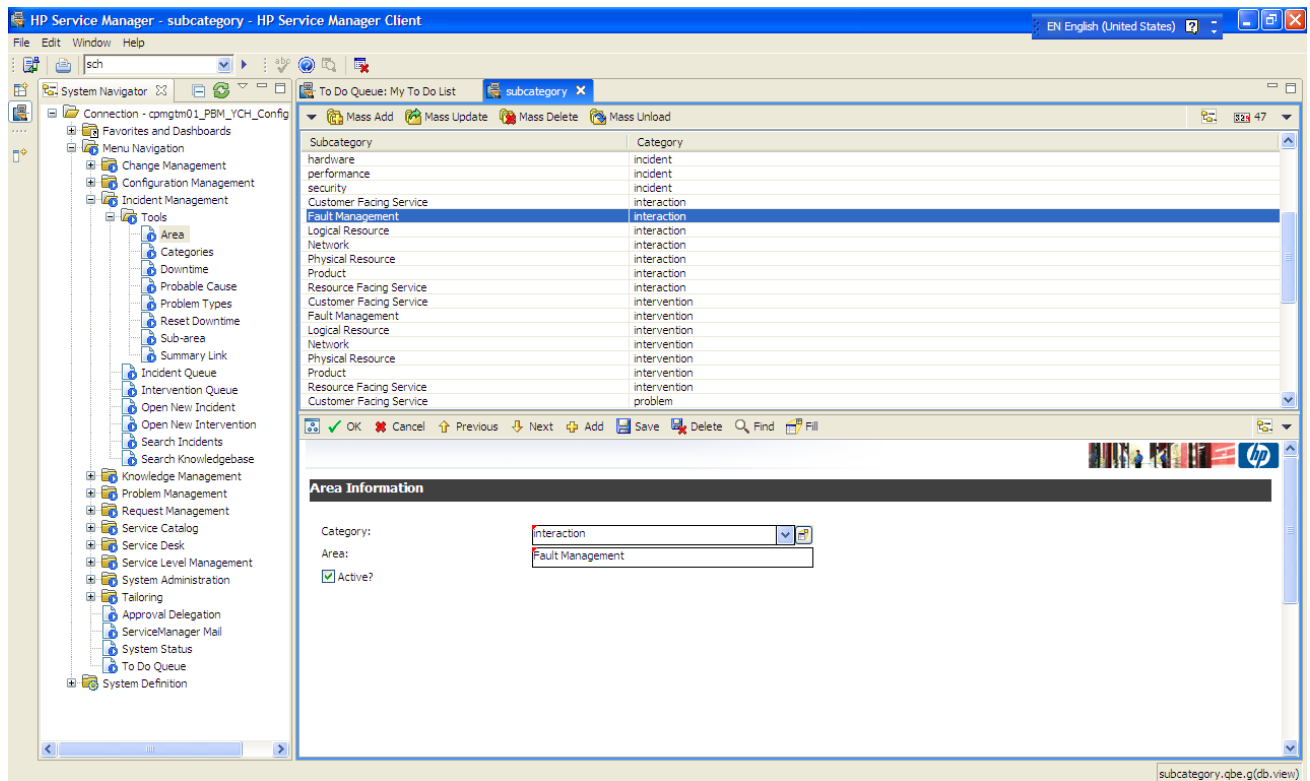 HP Service Manager - subcategory - HP Service Manager Client
EN English (United States)
File Edit Window Help
sch
System Navigator
Connection - cpmgtm01_PBM_YCH_Config
Favorites and Dashboards
Menu Navigation
Change Management
Configuration Management
Incident Management
Tools
Area
Categories
Downtime
Probable Cause
Problem Types
Reset Downtime
Sub-area
Summary Link
Incident Queue
Intervention Queue
Open New Incident
Open New Intervention
Search Incidents
Search Knowledgebase
Knowledge Management
Problem Management
Request Management
Service Catalog
Service Desk
Service Level Management
System Administration
Tailoring
Approval Delegation
ServiceManager Mail
System Status
To Do Queue
System Definition
To Do Queue: My To Do List subcategory
Mass Add Mass Update Mass Delete Mass Unload 47
Subcategory Category
hardware incident
performance incident
security incident
Customer Facing Service interaction
Fault Management interaction
Logical Resource interaction
Network interaction
Physical Resource interaction
Product interaction
Resource Facing Service interaction
Customer Facing Service intervention
Fault Management intervention
Logical Resource intervention
Network intervention
Physical Resource intervention
Product intervention
Resource Facing Service intervention
Customer Facing Service problem
OK Cancel Previous Next Add Save Delete Find Fill
hp
Area Information
Category: interaction
Area: Fault Management
Active?
subcategory.qbe.g(db.view)